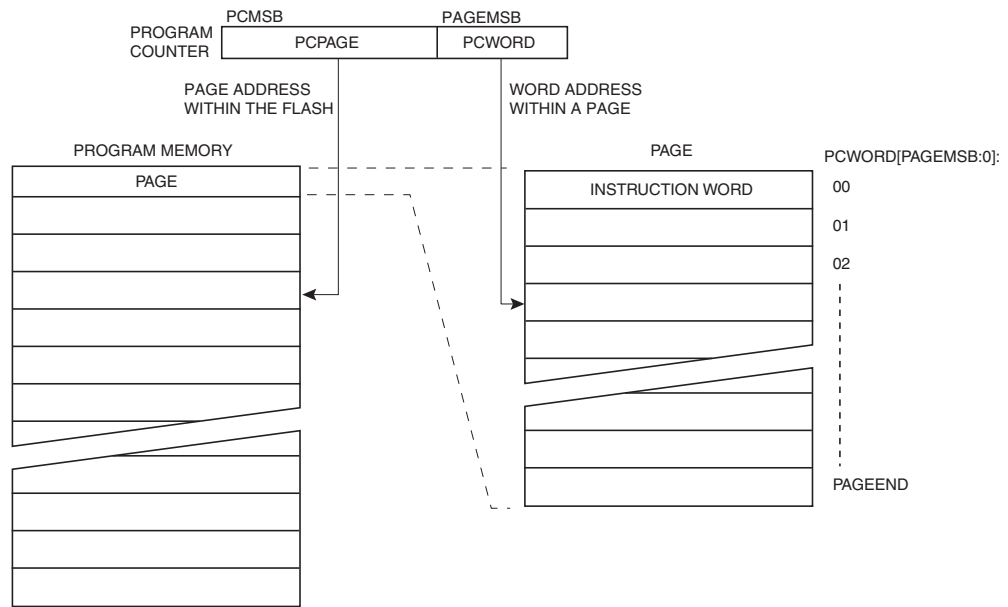 PCMSB
PAGEMSB
PROGRAM
COUNTER
PCPAGE
PCWORD
PAGE ADDRESS
WITHIN THE FLASH
WORD ADDRESS
WITHIN A PAGE
PROGRAM MEMORY
PAGE
PAGE
INSTRUCTION WORD
PCWORD[PAGEMSB:0]:
00
01
02
PAGEEND